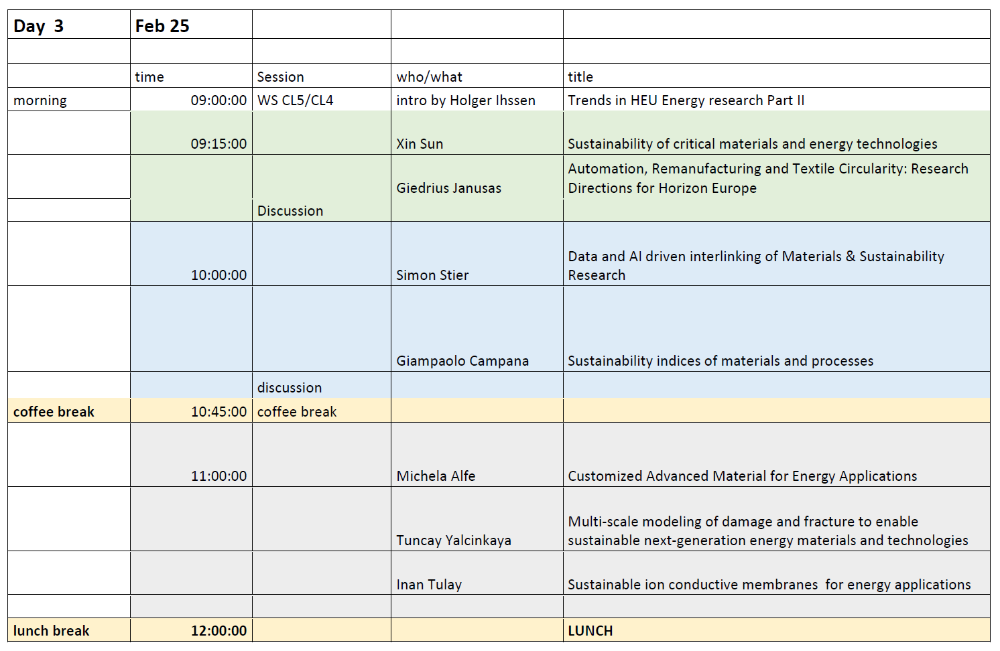 Day  3 Feb 25
time Session who/what title
morning 09:00:00 WS CL5/CL4 intro by Holger Ihssen Trends in HEU Energy research Part II
09:15:00 Xin Sun Sustainability of critical materials and energy technologies
Automation, Remanufacturing and Textile Circularity: Research
Giedrius Janusas Directions for Horizon Europe
Discussion
Data and AI driven interlinking of Materials & Sustainability
10:00:00 Simon Stier Research
Giampaolo Campana Sustainability indices of materials and processes
discussion
coffee break 10:45:00 coffee break
11:00:00 Michela Alfe Customized Advanced Material for Energy Applications
Multi-scale modeling of damage and fracture to enable
Tuncay Yalcinkaya sustainable next-generation energy materials and technologies
Inan Tulay Sustainable ion conductive membranes  for energy applications
lunch break 12:00:00 LUNCH